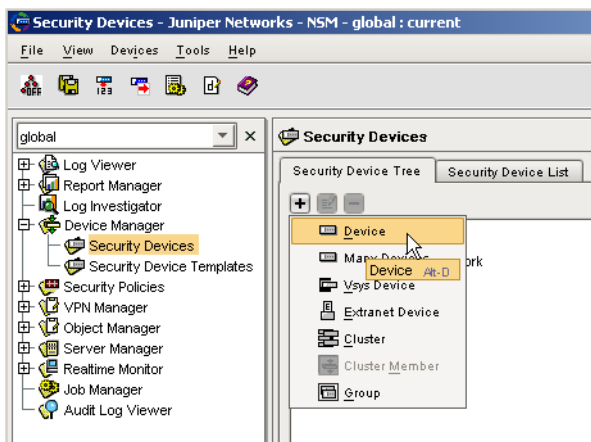 Security Devices - Juniper Networks - NSM - global : current
File View Devices Tools Help
OFF
123
global
Security Devices
Log Viewer
Report Manager
Log Investigator
Device Manager
Security Devices
Security Device Templates
Security Policies
VPN Manager
Object Manager
Server Manager
Realtime Monitor
Job Manager
Audit Log Viewer
Security Device Tree
Security Device List
Device
Device Alt-D
Vsys Device
Extranet Device
Cluster
Cluster Member
Group